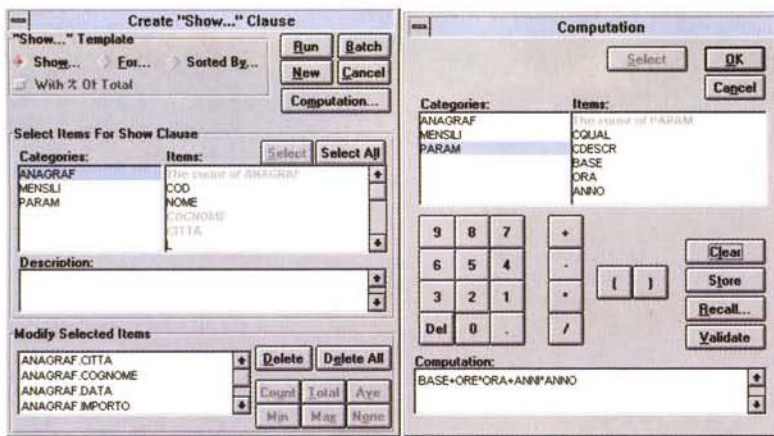 Create "Show..." Clause
"Show..." Template
Show... For... Sorted By...
With % Of Total
Run Batch
New Cancel
Computation...
Select Items For Show Clause
Categories: Items: Select Select All
ANAGRAF
MENSILI
PARAM
The count of ANAGRAF
COD
NOME
COGNOME
CITTA
Description:
Modify Selected Items
ANAGRAF.CITTA
ANAGRAF.COGNOME
ANAGRAF.DATA
ANAGRAF.IMPORTO
Delete Delete All
Count Total Ave
Min Max None
Computation
Select OK
Cancel
Categories: Items:
ANAGRAF
MENSILI
PARAM
The count of PARAM
CQUAL
CDESCR
BASE
ORA
ANNO
9 8 7 +
6 5 4 -
3 2 1 *
Del 0 . /
( )
Clear
Store
Recall...
Validate
Computation:
BASE+ORE*ORA+ANNI*ANNO